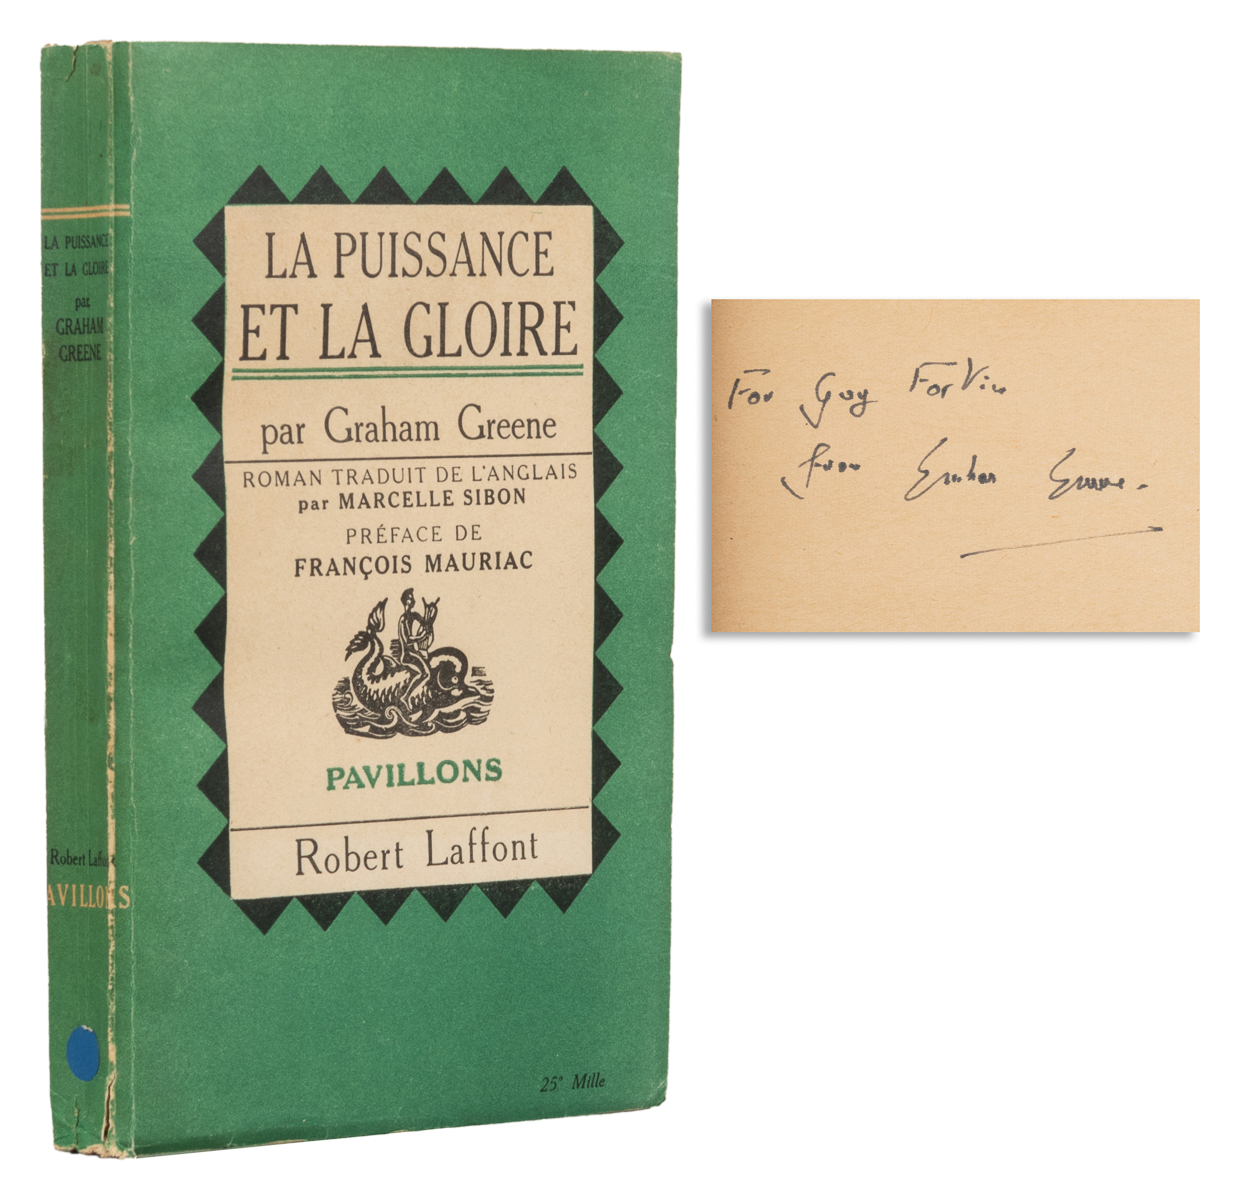 LA PUISSANCE
ET LA GLOIRE
par
GRAHAM
GREENE
Robert Laffont
PAVILLONS
LA PUISSANCE
ET LA GLOIRE
par Graham Greene
ROMAN TRADUIT DE L'ANGLAIS
par MARCELLE SIBON
PRÉFACE DE
FRANÇOIS MAURIAC
PAVILLONS
Robert Laffont
25e Mille
For Guy Fortin
from Graham Greene.